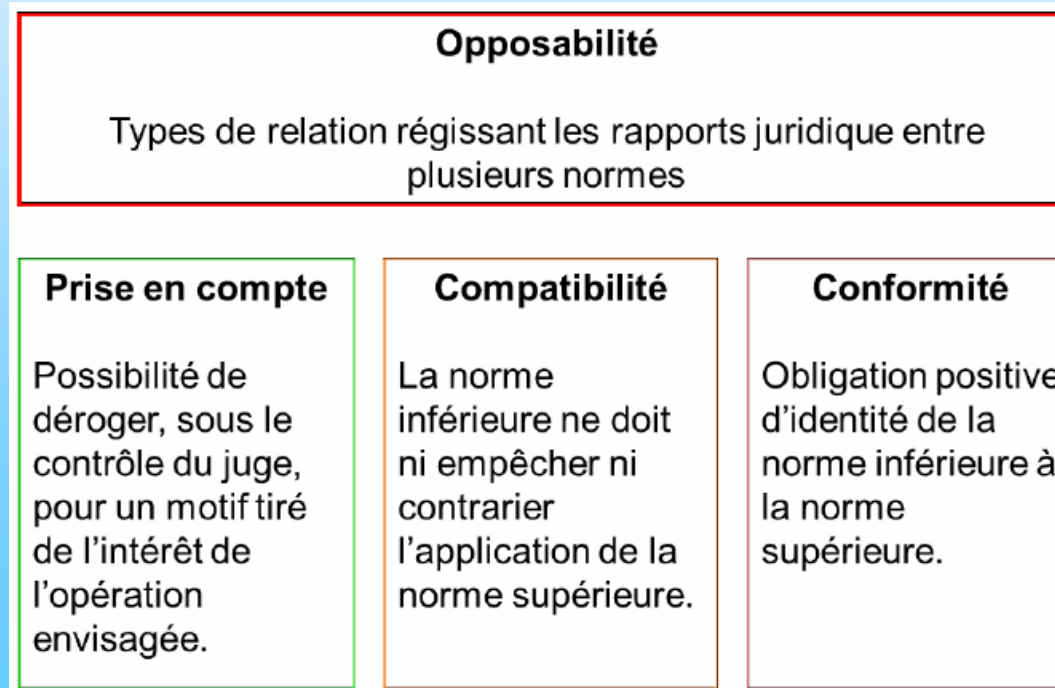 Opposabilité
Types de relation régissant les rapports juridique entre
plusieurs normes
Prise en compte
Possibilité de
déroger, sous le
contrôle du juge,
pour un motif tiré
de l’intérêt de
l’opération
envisagée.
Compatibilité
La norme
inférieure ne doit
ni empêcher ni
contrarier
l’application de la
norme supérieure.
Conformité
Obligation positive
d’identité de la
norme inférieure à
la norme
supérieure.